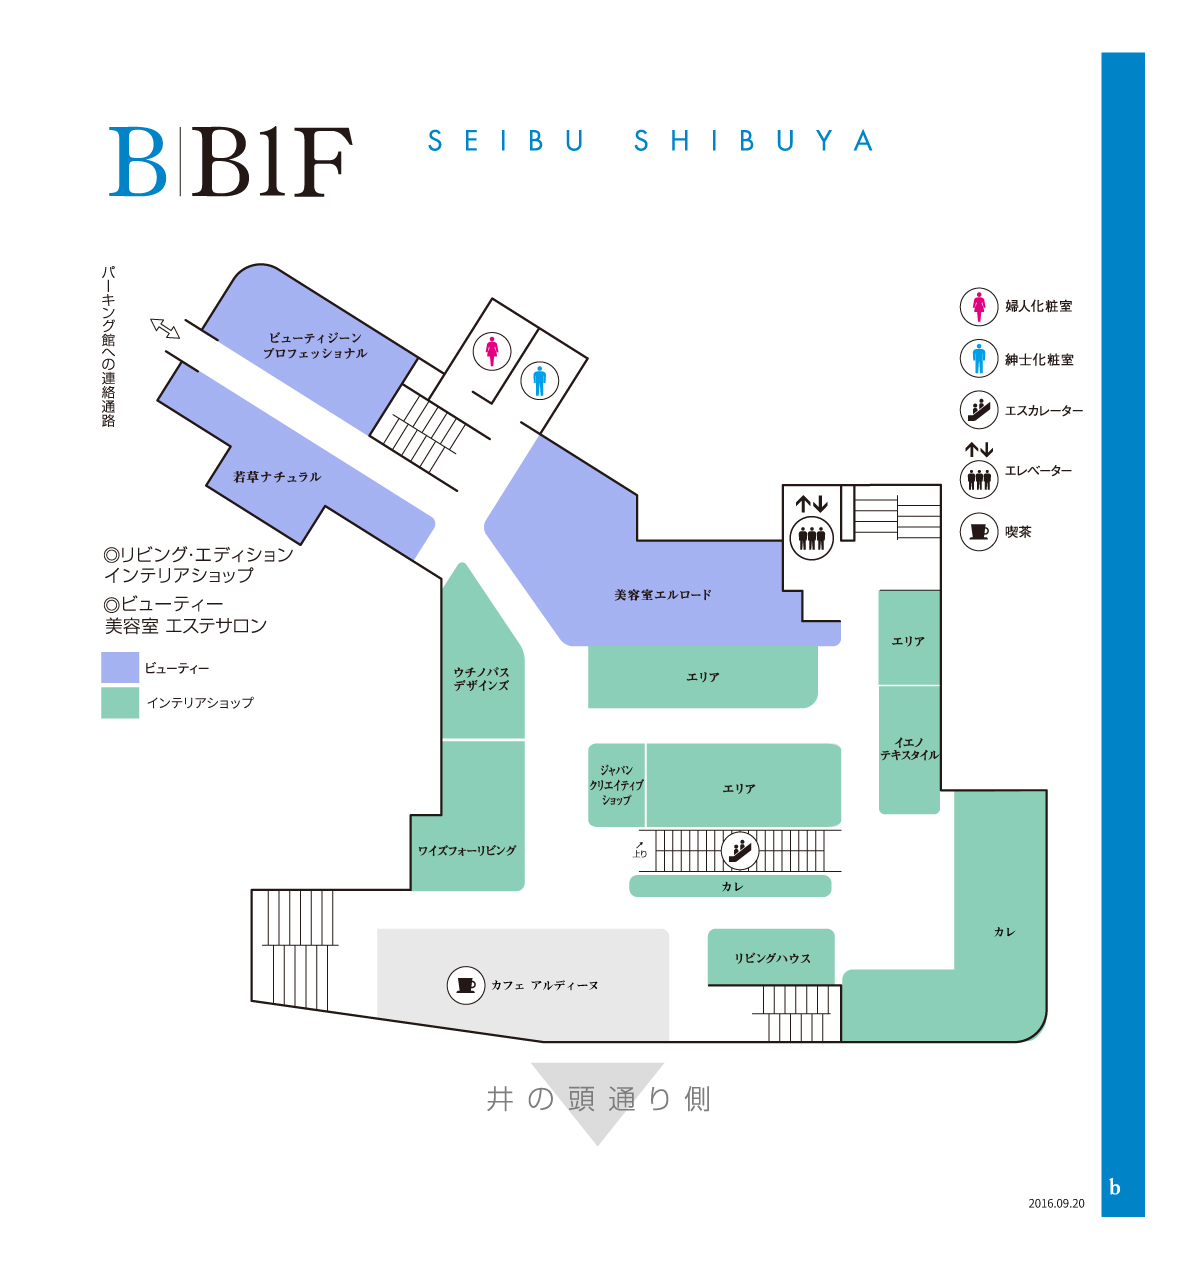 B|B1F
SEIBU SHIBUYA
パーキング館への連絡通路
ビューティジーン
プロフェッショナル
若草ナチュラル
婦人化粧室
紳士化粧室
エスカレーター
エレベーター
喫茶
◎リビング・エディション
インテリアショップ
◎ビューティー
美容室 エステサロン
ビューティー
インテリアショップ
美容室エルロード
ウチノバス
デザインズ
エリア
エリア
イエノ
テキスタイル
ジャパン
クリエイティブ
ショップ
エリア
上り
ワイズフォーリビング
カレ
リビングハウス
カレ
カフェ アルディーヌ
井の頭通り側
b
2016.09.20